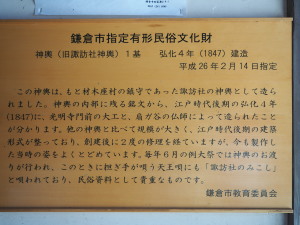 鎌倉市指定有形民俗文化財
神輿（旧諏訪社神輿）１基　弘化４年（1847）建造
平成26年２月14日指定
この神輿は、もと材木座村の鎮守であった諏訪社の神輿として造
られました。神輿の内部に残る銘文から、江戸時代後期の弘化４年
(1847)に、光明寺門前の大工と、扇ガ谷の仏師によって造られたこと
が分かります。他の神輿と比べて規模が大きく、江戸時代後期の建築
形式が整っており、創建後に２度の修理を経ていますが、今も製作し
た当時の姿をよくとどめています。毎年６月の例大祭では神輿のお渡
りが行われ、このときに担ぎ手が唄う天王唄にも「諏訪社のみこし」
と唄われており、民俗資料として貴重なものです。
鎌倉市教育委員会